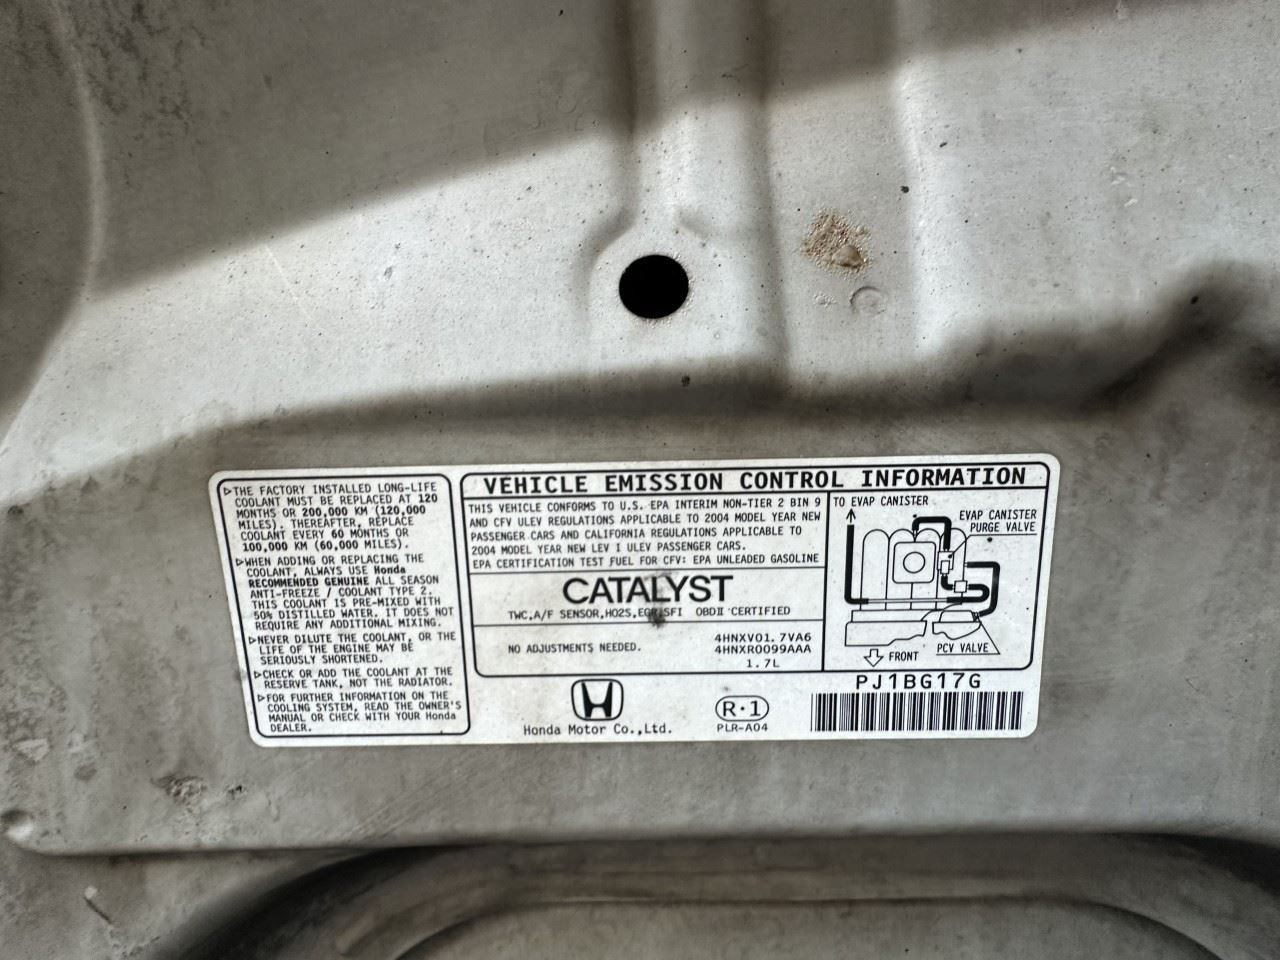 ▷THE FACTORY INSTALLED LONG-LIFE
COOLANT MUST BE REPLACED AT 120
MONTHS OR 200,000 KM (120,000
MILES). THEREAFTER, REPLACE
COOLANT EVERY 60 MONTHS OR
100,000 KM (60,000 MILES).
▷WHEN ADDING OR REPLACING THE
COOLANT, ALWAYS USE Honda
RECOMMENDED GENUINE ALL SEASON
ANTI-FREEZE / COOLANT TYPE 2.
THIS COOLANT IS PRE-MIXED WITH
50% DISTILLED WATER. IT DOES NOT
REQUIRE ANY ADDITIONAL MIXING.
▷NEVER DILUTE THE COOLANT, OR THE
LIFE OF THE ENGINE MAY BE
SERIOUSLY SHORTENED.
▷CHECK OR ADD THE COOLANT AT THE
RESERVE TANK, NOT THE RADIATOR.
▷FOR FURTHER INFORMATION ON THE
COOLING SYSTEM, READ THE OWNER'S
MANUAL OR CHECK WITH YOUR Honda
DEALER.
VEHICLE EMISSION CONTROL INFORMATION
THIS VEHICLE CONFORMS TO U.S. EPA INTERIM NON-TIER 2 BIN 9
AND CFV ULEV REGULATIONS APPLICABLE TO 2004 MODEL YEAR NEW
PASSENGER CARS AND CALIFORNIA REGULATIONS APPLICABLE TO
2004 MODEL YEAR NEW LEV I ULEV PASSENGER CARS.
EPA CERTIFICATION TEST FUEL FOR CFV: EPA UNLEADED GASOLINE
CATALYST
TWC,A/F SENSOR,HO2S,EGR,SFI OBDⅡ CERTIFIED
NO ADJUSTMENTS NEEDED.
4HNXV01.7VA6
4HNXR0099AAA
1.7L
TO EVAP CANISTER
EVAP CANISTER
PURGE VALVE
PCV VALVE
FRONT
Honda Motor Co.,Ltd.
R·1
PLR-A04
PJ1BG17G